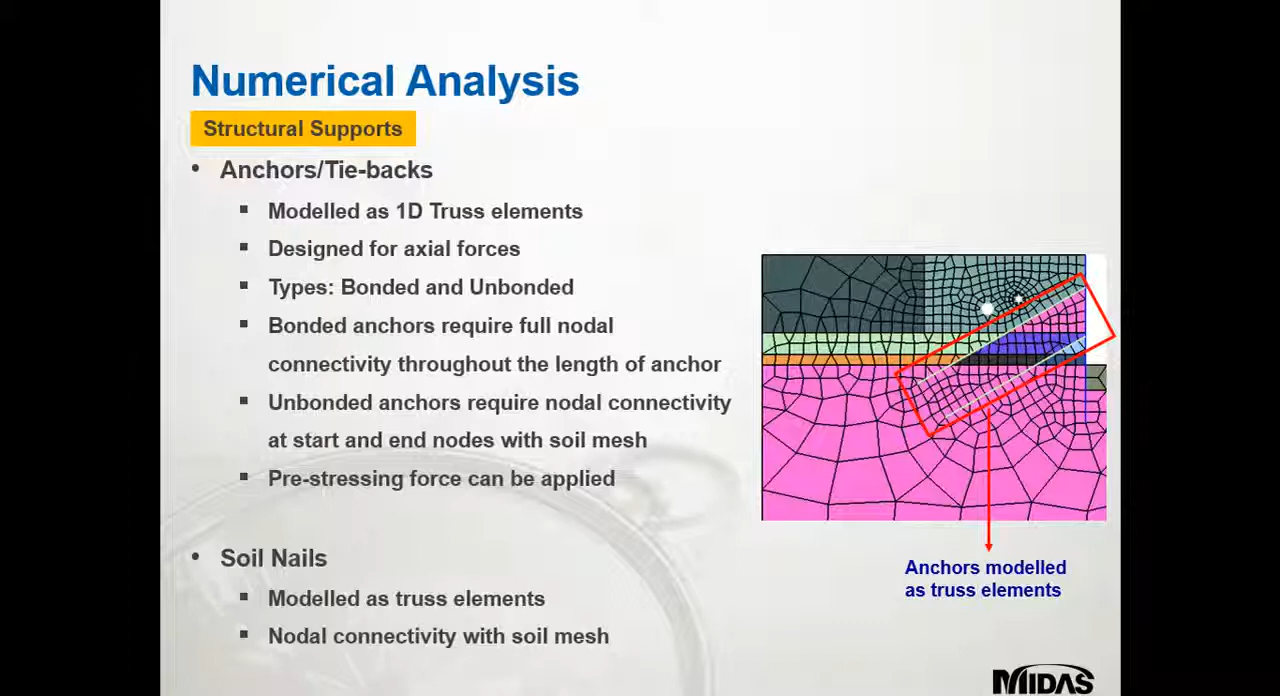 Numerical Analysis
Structural Supports
• Anchors/Tie-backs
▪ Modelled as 1D Truss elements
▪ Designed for axial forces
▪ Types: Bonded and Unbonded
▪ Bonded anchors require full nodal
connectivity throughout the length of anchor
▪ Unbonded anchors require nodal connectivity
at start and end nodes with soil mesh
▪ Pre-stressing force can be applied
• Soil Nails
▪ Modelled as truss elements
▪ Nodal connectivity with soil mesh
Anchors modelled
as truss elements
MIDAS